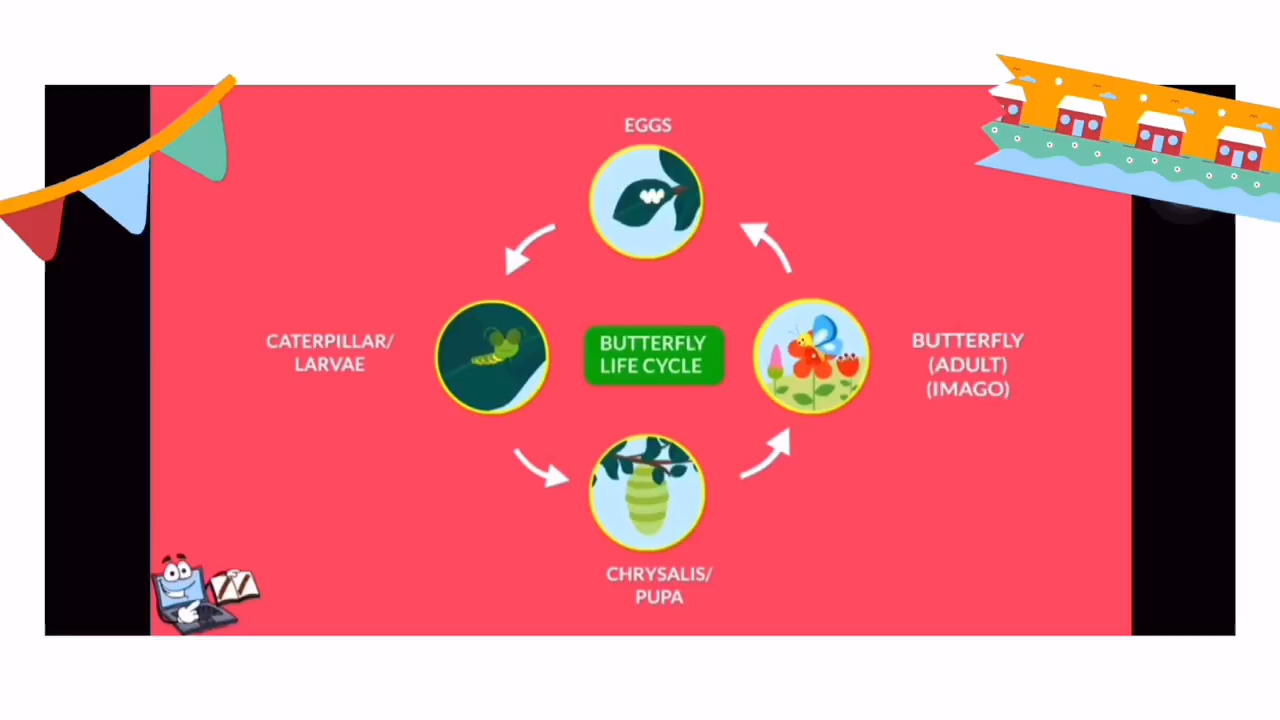 EGGS
CATERPILLAR/
LARVAE
BUTTERFLY
LIFE CYCLE
BUTTERFLY
(ADULT)
(IMAGO)
CHRYSALIS/
PUPA